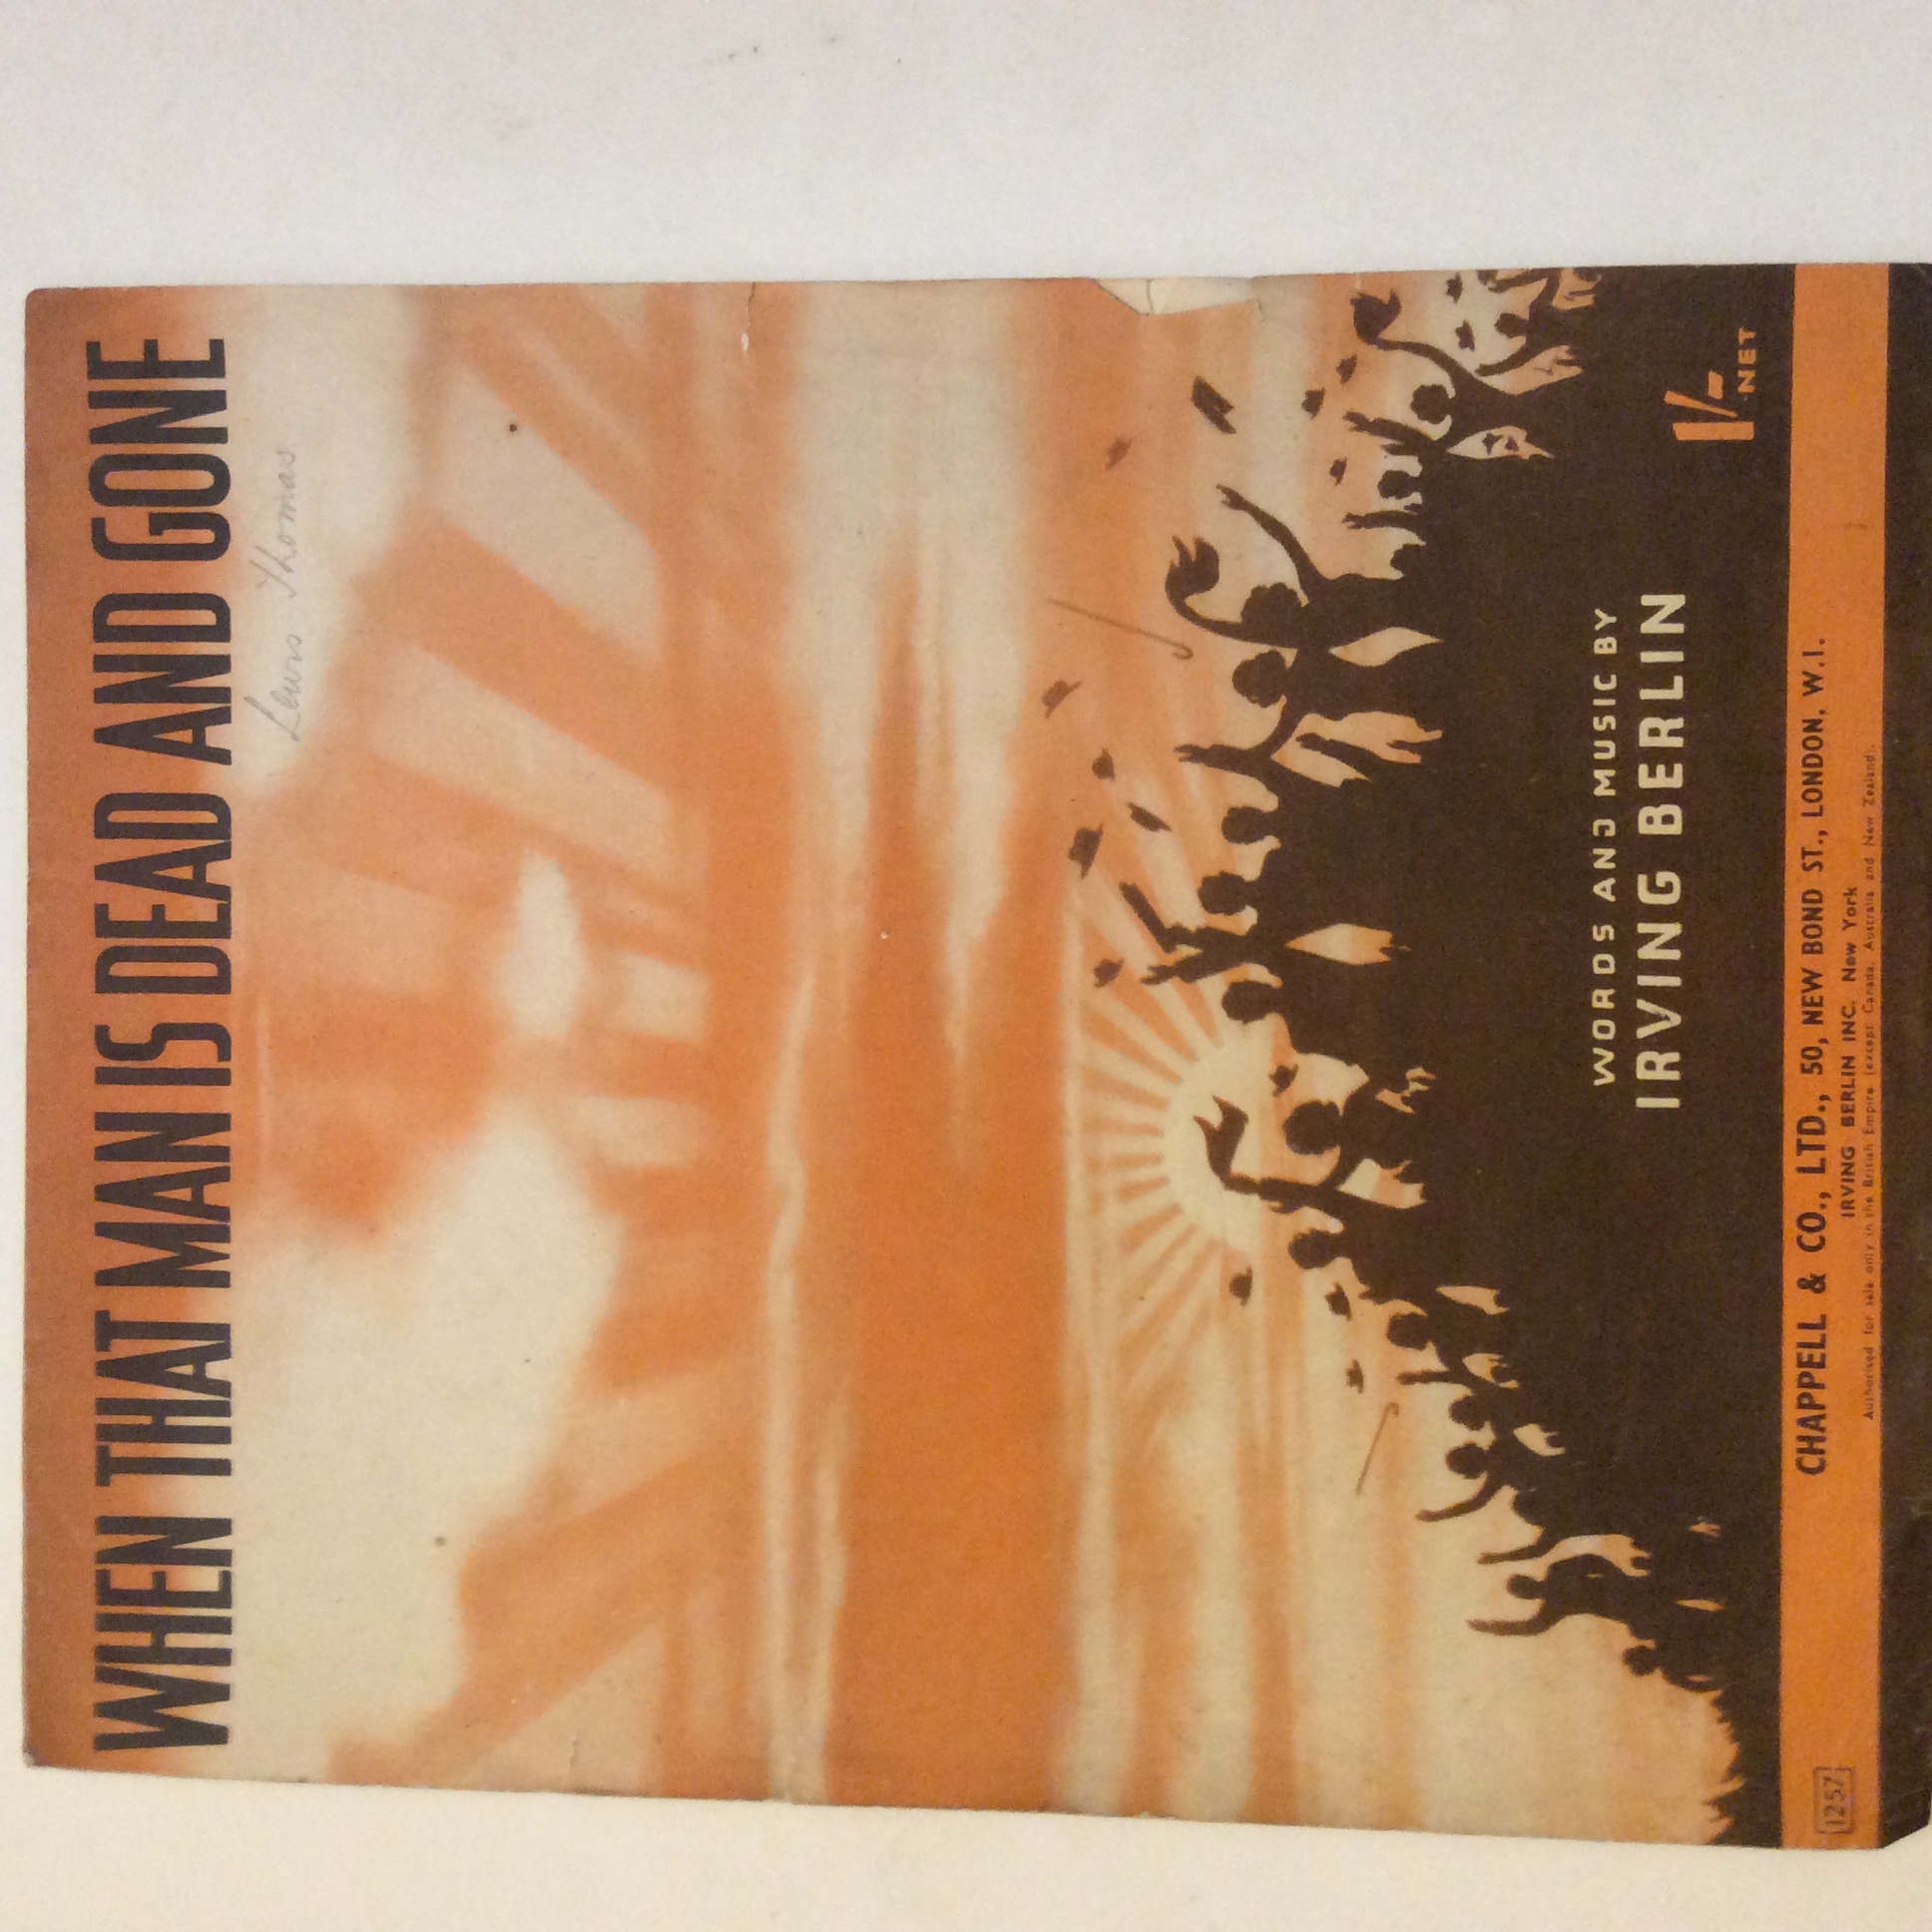 WHEN THAT MAN IS DEAD AND GONE
Lewis Thomas
WORDS AND MUSIC BY
IRVING BERLIN
1/-
NET
CHAPPELL & CO., LTD., 50, NEW BOND ST., LONDON, W.I.
IRVING BERLIN INC. New York
Authorised for sale only in the British Empire (except Canada, Australia and New Zealand).
1257